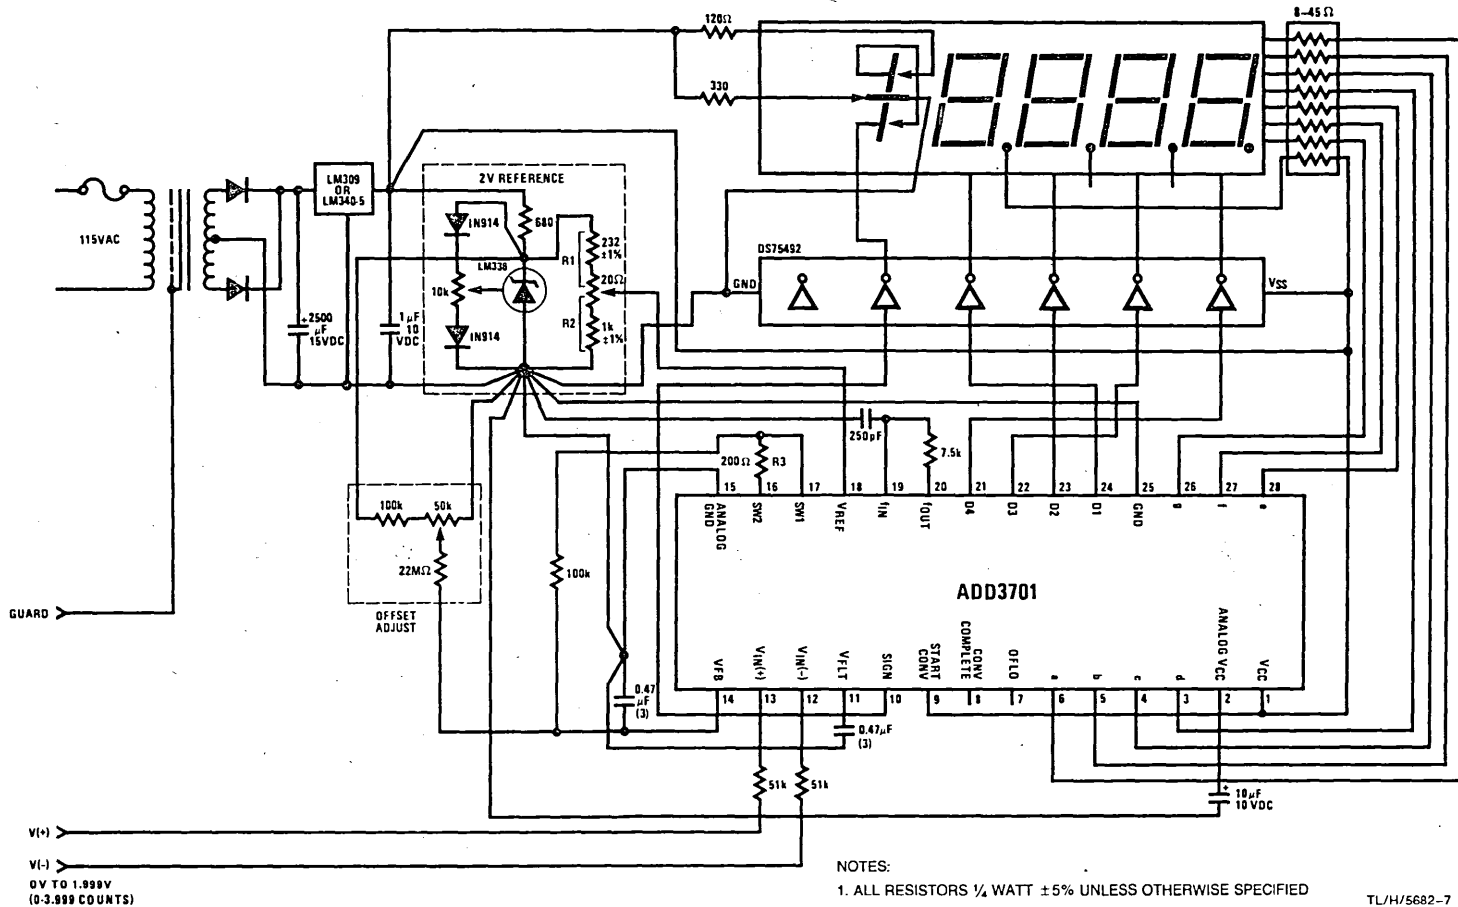 120Ω
330
8-45 Ω
115VAC
LM309
OR
LM340-5
2V REFERENCE
IN914
680
LM338
10k
IN914
R1
232
±1%
20Ω
R2
1k
±1%
+2500
µF
15VDC
1µF
10
VDC
DS75492
GND
VSS
250pF
7.5k
200Ω
R3
100k
50k
22MΩ
OFFSET
ADJUST
100k
GUARD
15
16
17
18
19
20
21
22
23
24
25
26
27
28
ANALOG
GND
SW2
SW1
VREF
fIN
fOUT
D4
D3
D2
D1
GND
g
f
e
ADD3701
VFB
VIN(+)
VIN(-)
VFLT
SIGN
START
CONV
CONV
COMPLETE
OFLO
a
b
c
d
ANALOG VCC
VCC
14
13
12
11
10
9
8
7
6
5
4
3
2
1
0.47
µF
(3)
0.47µF
(3)
51k
51k
+
10µF
10 VDC
V(+)
V(-)
0V TO 1.999V
(0-3.999 COUNTS)
NOTES:
1. ALL RESISTORS ¼ WATT ±5% UNLESS OTHERWISE SPECIFIED
TL/H/5682-7